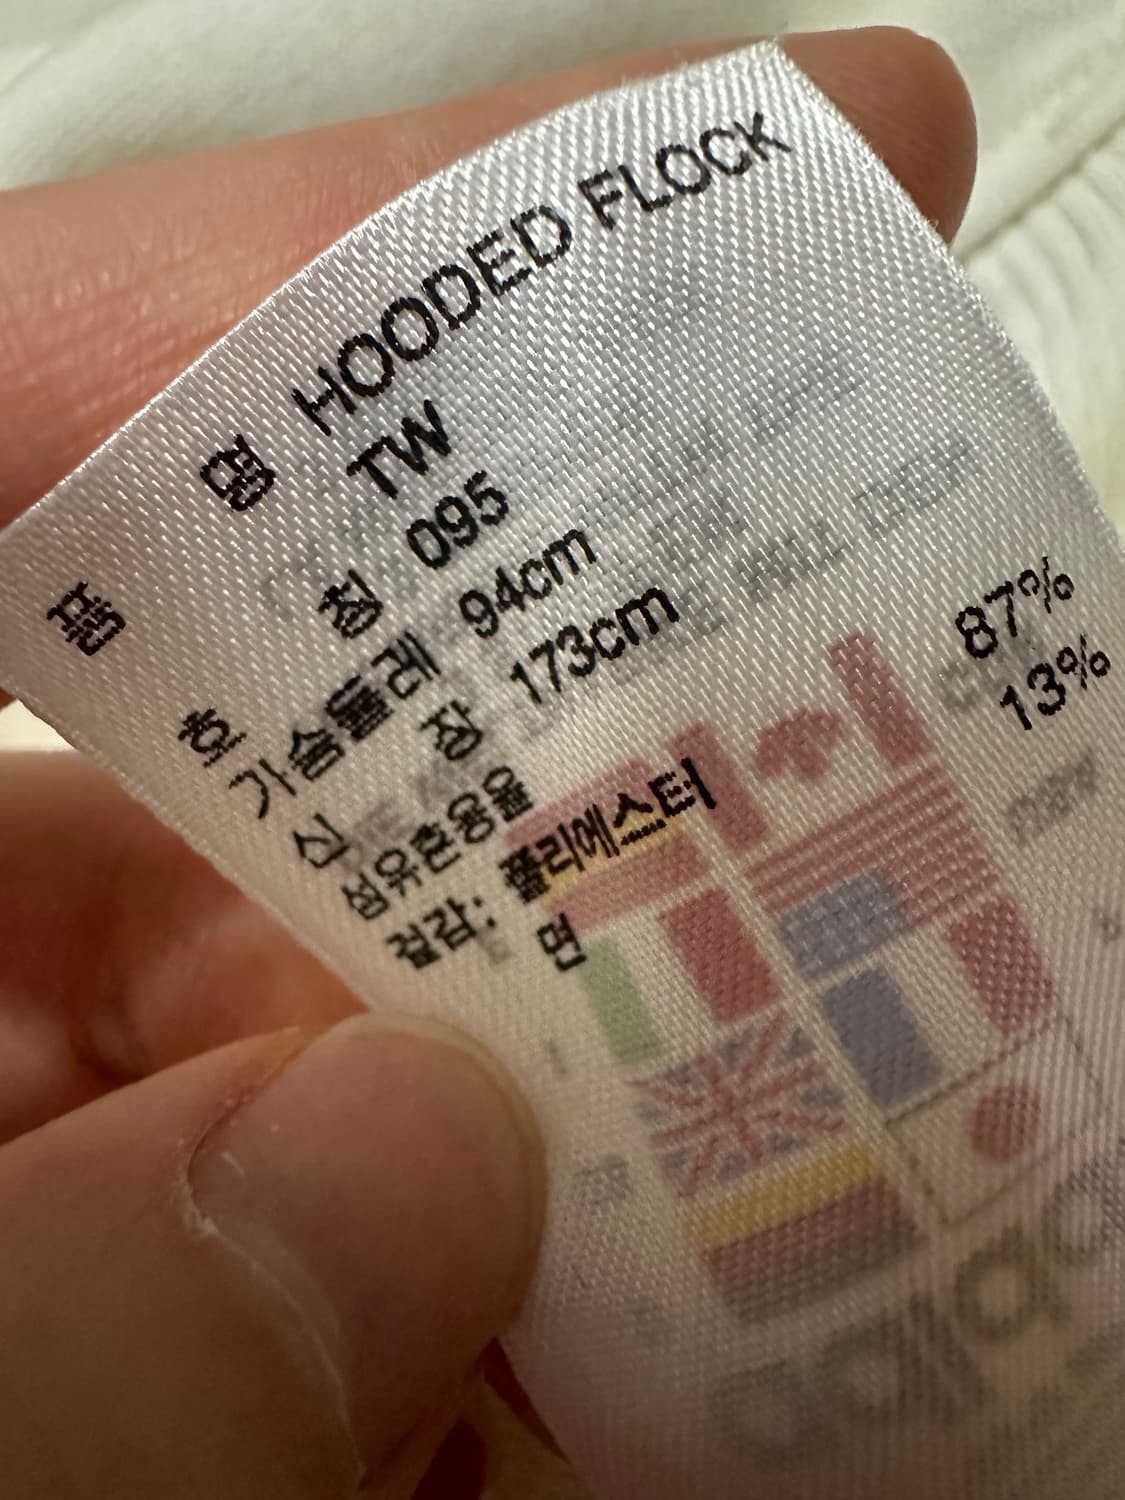 품 명 HOODED FLOCK
TW
호 칭 095
가슴둘레 94cm
신 장 173cm
섬유혼용율
겉감: 폴리에스터 87%
면 13%